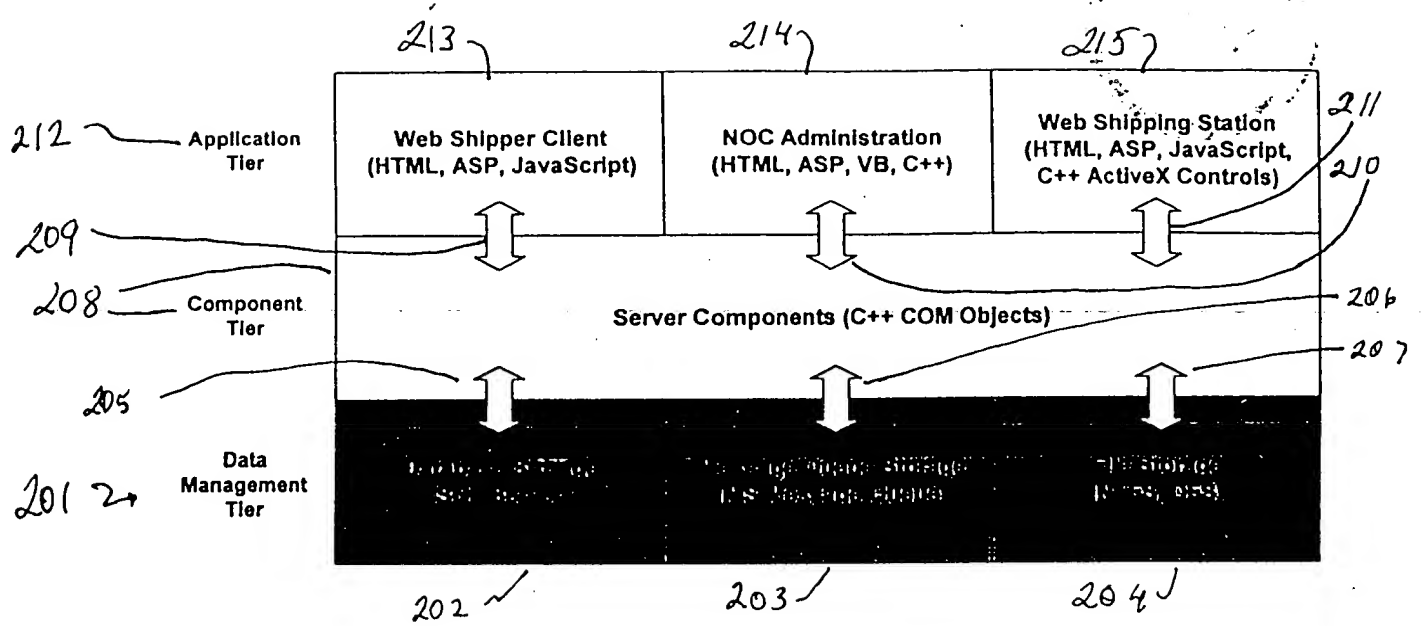 213
214
215
211
212
Application
Tier
Web Shipper Client
(HTML, ASP, JavaScript)
NOC Administration
(HTML, ASP, VB, C++)
Web Shipping Station
(HTML, ASP, JavaScript,
C++ ActiveX Controls)
210
209
208
Component
Tier
Server Components (C++ COM Objects)
206
207
205
201
Data
Management
Tier
Storage
202
203
204